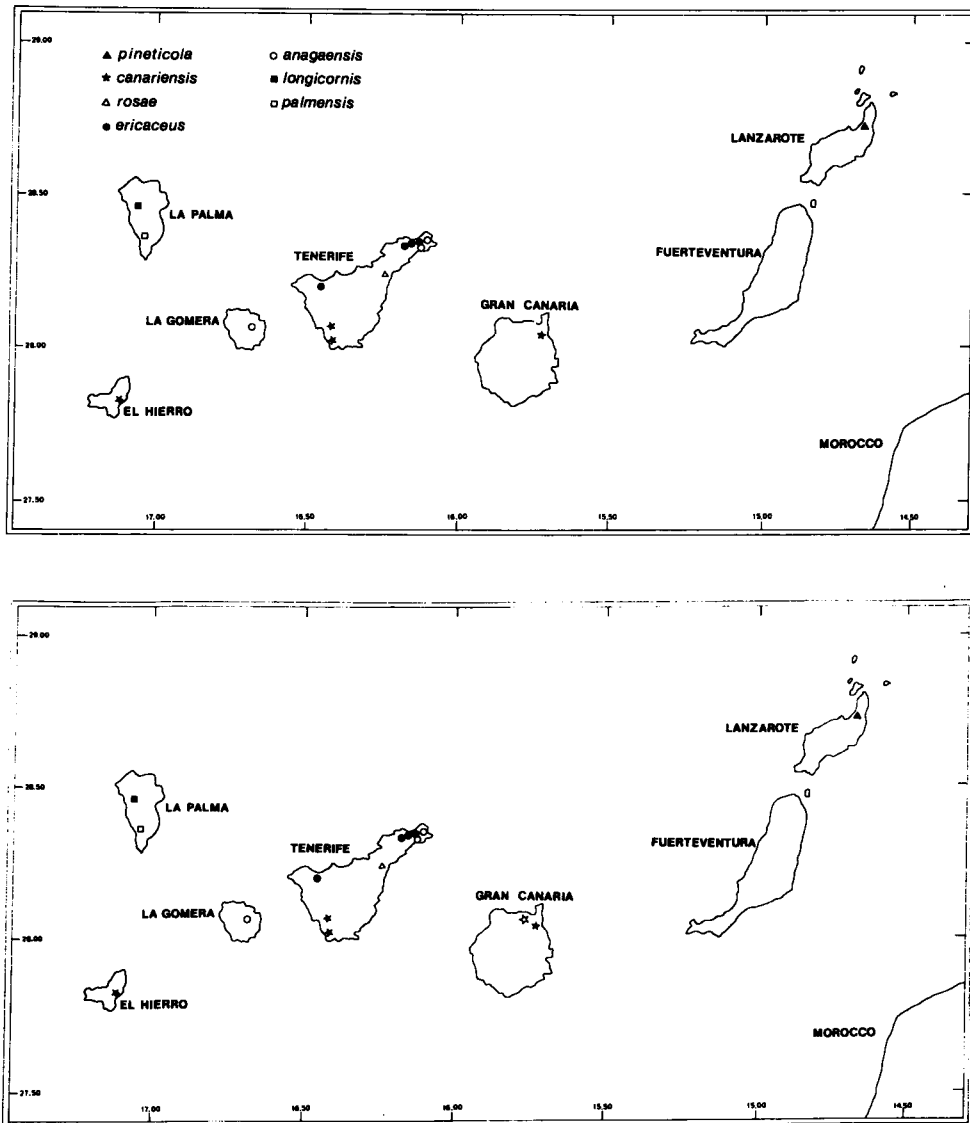 29.00
pineticola
anagaensis
canariensis
longicornis
rosae
palmensis
ericaceus
LANZAROTE
28.50
LA PALMA
FUERTEVENTURA
TENERIFE
GRAN CANARIA
LA GOMERA
28.00
EL HIERRO
MOROCCO
27.50
17.00
16.50
16.00
15.50
15.00
14.50
29.00
LANZAROTE
28.50
LA PALMA
FUERTEVENTURA
TENERIFE
GRAN CANARIA
LA GOMERA
28.00
EL HIERRO
MOROCCO
27.50
17.00
16.50
16.00
15.50
15.00
14.50